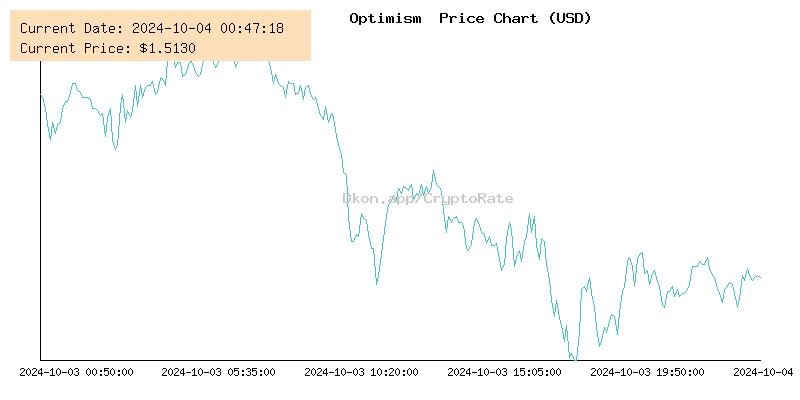 Optimism  Price Chart (USD)
Current Date: 2024-10-04 00:47:18
Current Price: $1.5130
Dkon.app/CryptoRate
2024-10-03 00:50:00 2024-10-03 05:35:00 2024-10-03 10:20:00 2024-10-03 15:05:00 2024-10-03 19:50:00 2024-10-04